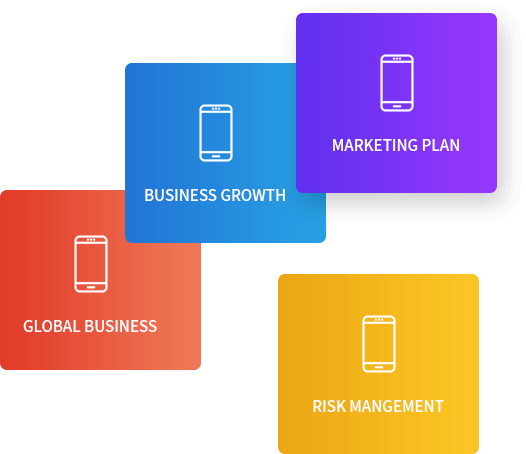 MARKETING PLAN
BUSINESS GROWTH
GLOBAL BUSINESS
RISK MANGEMENT